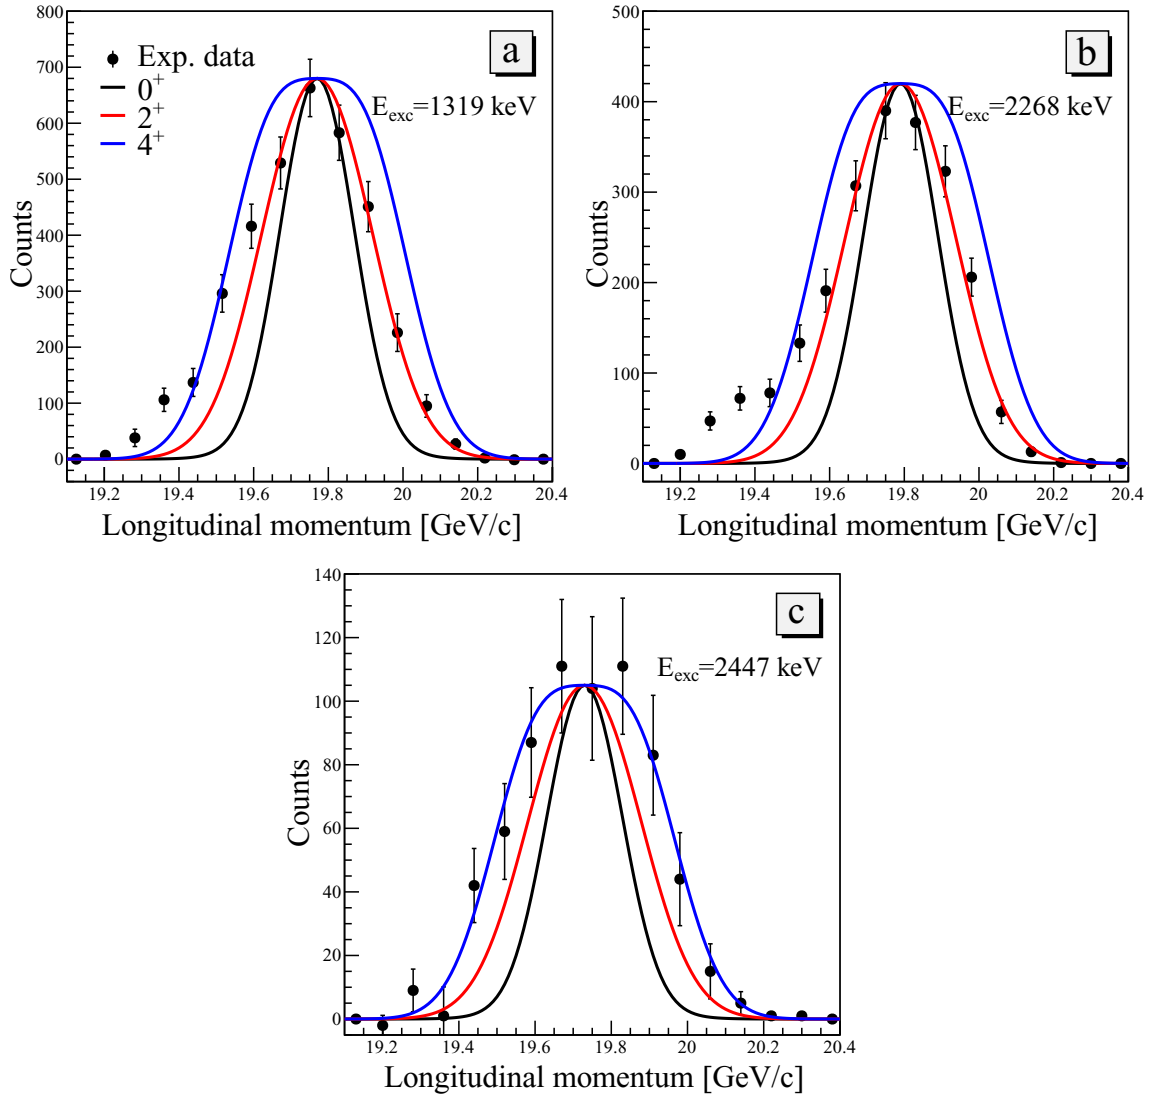 800
700
600
500
400
300
200
100
0
Counts
a
Exp. data
0⁺
2⁺
4⁺
E_exc=1319 keV
19.2 19.4 19.6 19.8 20 20.2 20.4
Longitudinal momentum [GeV/c]
500
400
300
200
100
0
Counts
b
E_exc=2268 keV
19.2 19.4 19.6 19.8 20 20.2 20.4
Longitudinal momentum [GeV/c]
140
120
100
80
60
40
20
0
Counts
c
E_exc=2447 keV
19.2 19.4 19.6 19.8 20 20.2 20.4
Longitudinal momentum [GeV/c]